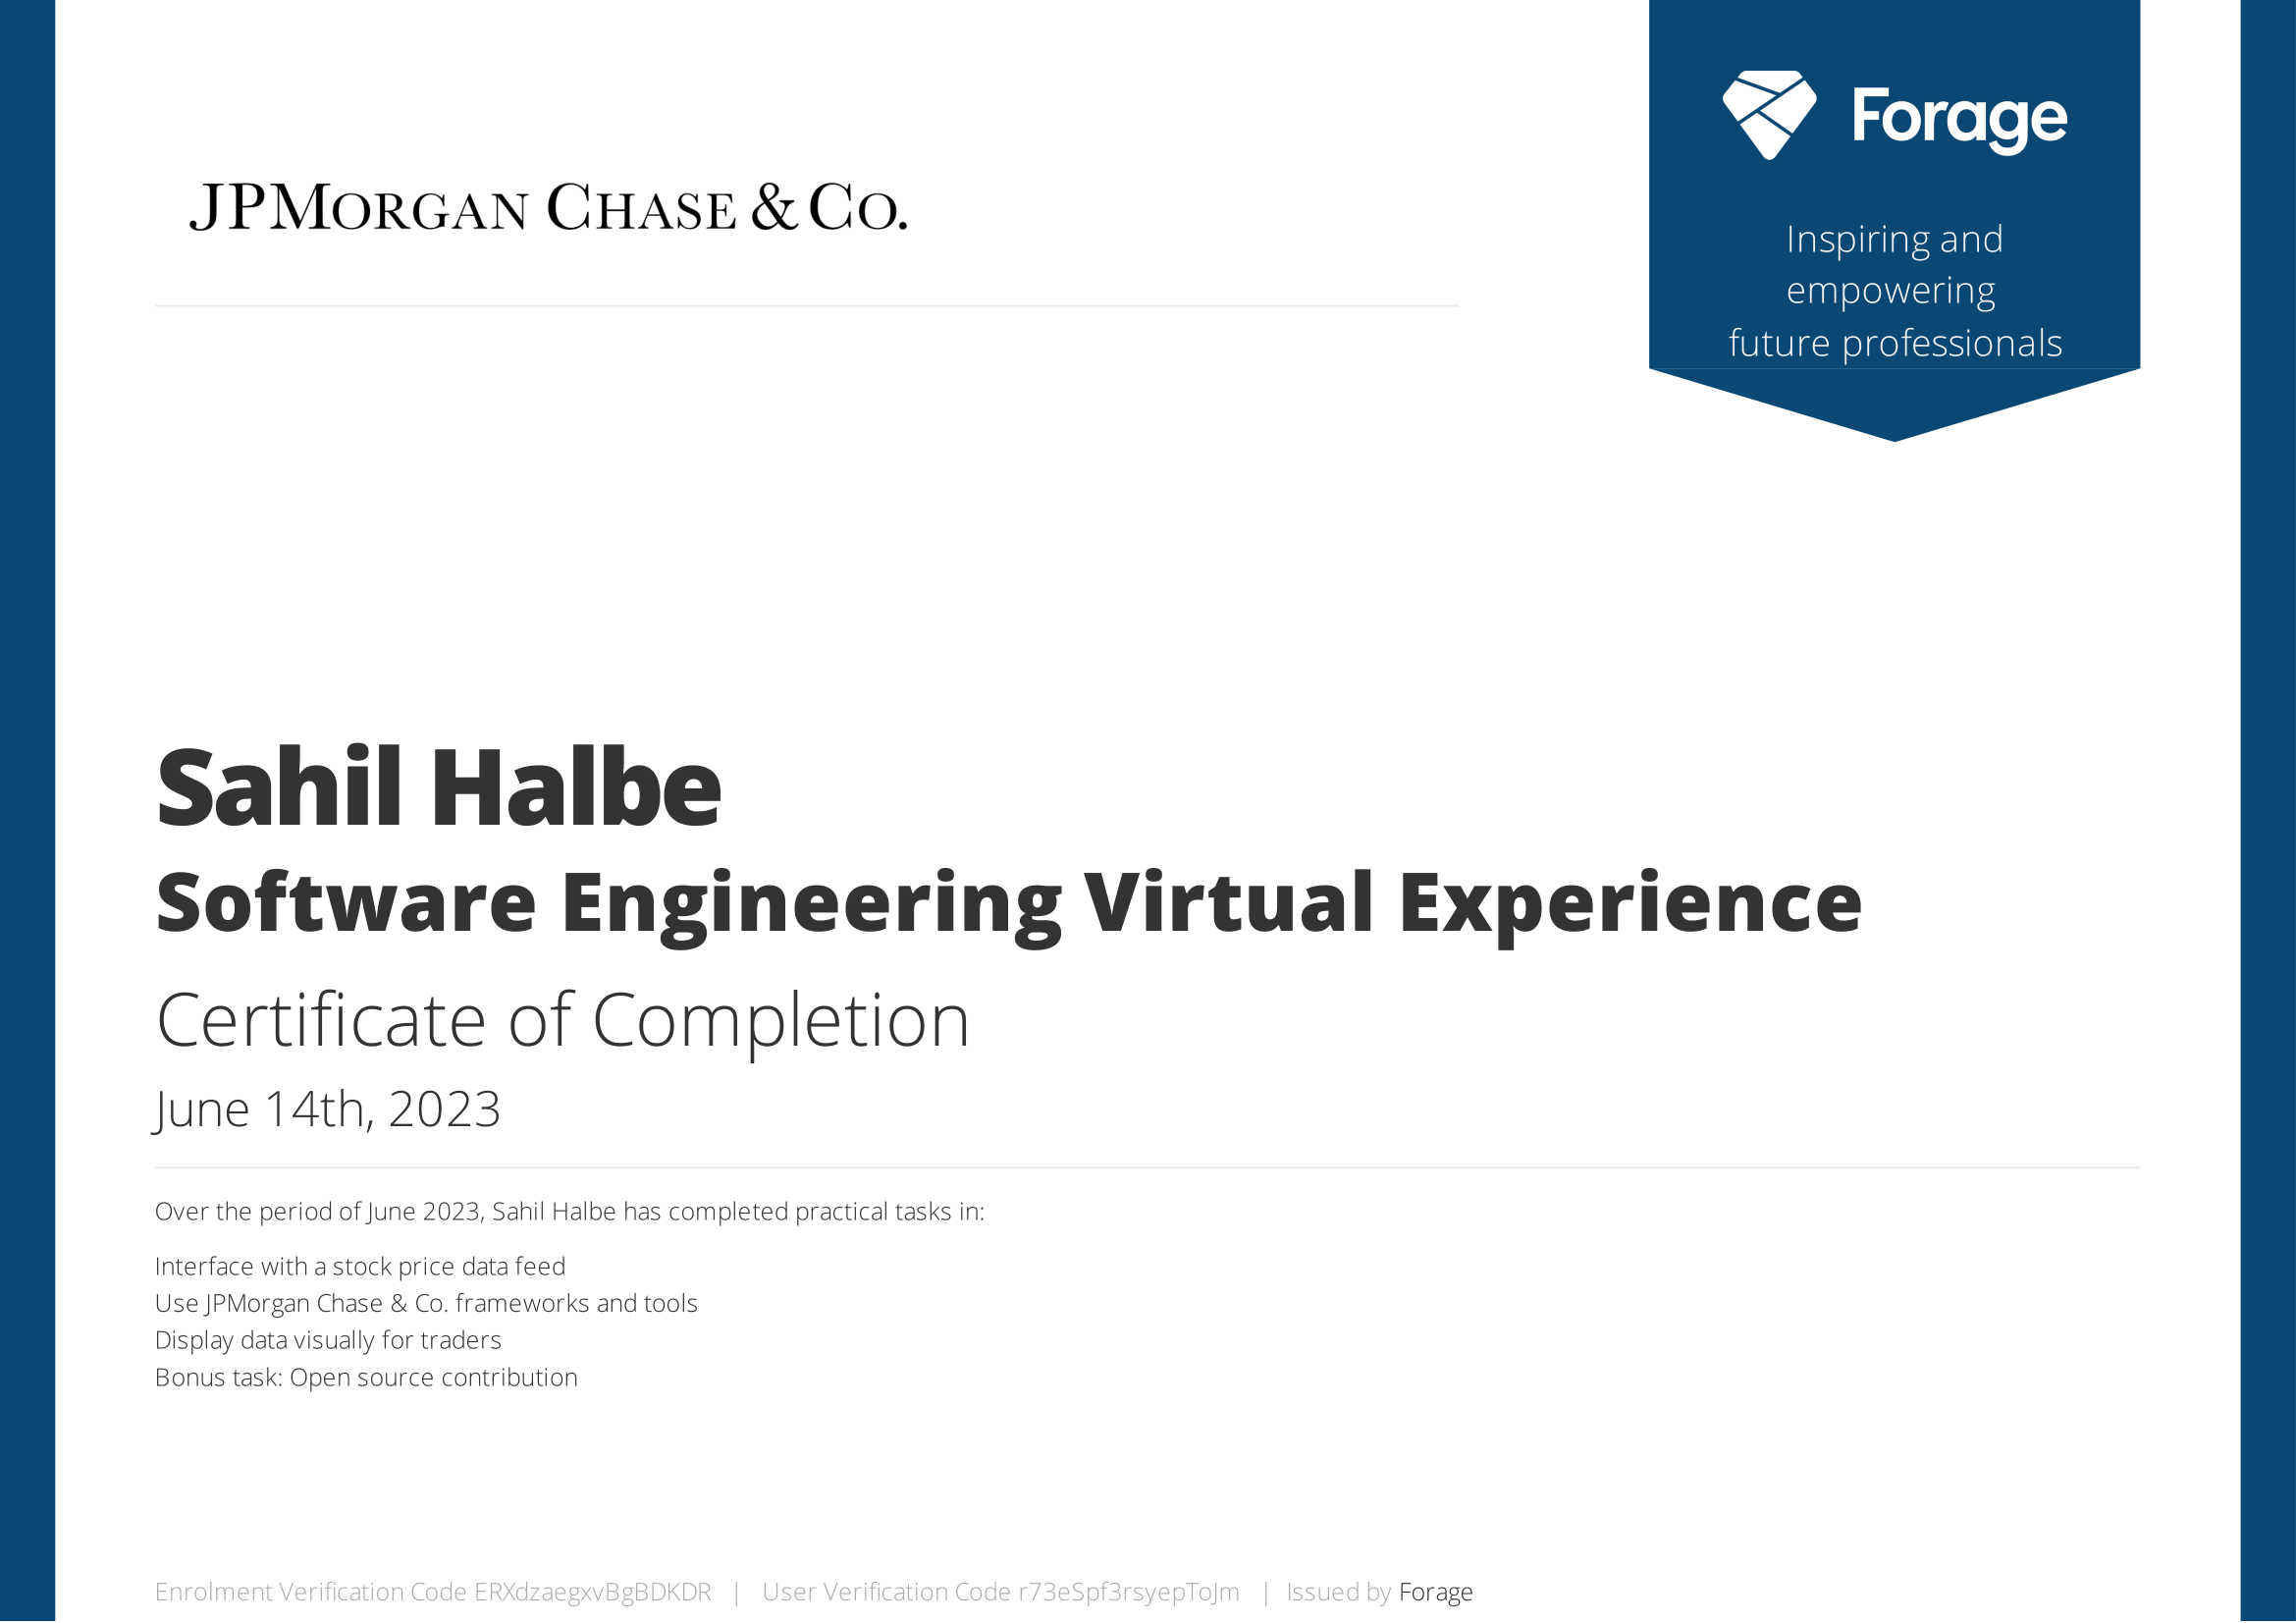 JPMORGAN CHASE & CO.
Forage
Inspiring and
empowering
future professionals
Sahil Halbe
Software Engineering Virtual Experience
Certificate of Completion
June 14th, 2023
Over the period of June 2023, Sahil Halbe has completed practical tasks in:
Interface with a stock price data feed
Use JPMorgan Chase & Co. frameworks and tools
Display data visually for traders
Bonus task: Open source contribution
Enrolment Verification Code ERXdzaegxvBgBDKDR | User Verification Code r73eSpf3rsyepToJm | Issued by Forage